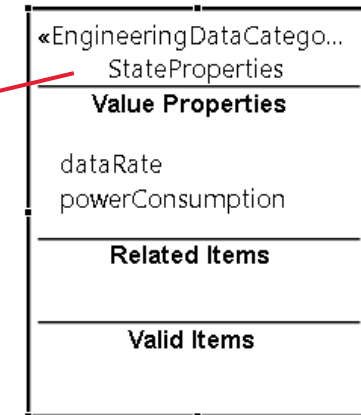 «EngineeringDataCatego...
StateProperties
Value Properties
dataRate
powerConsumption
Related Items
Valid Items